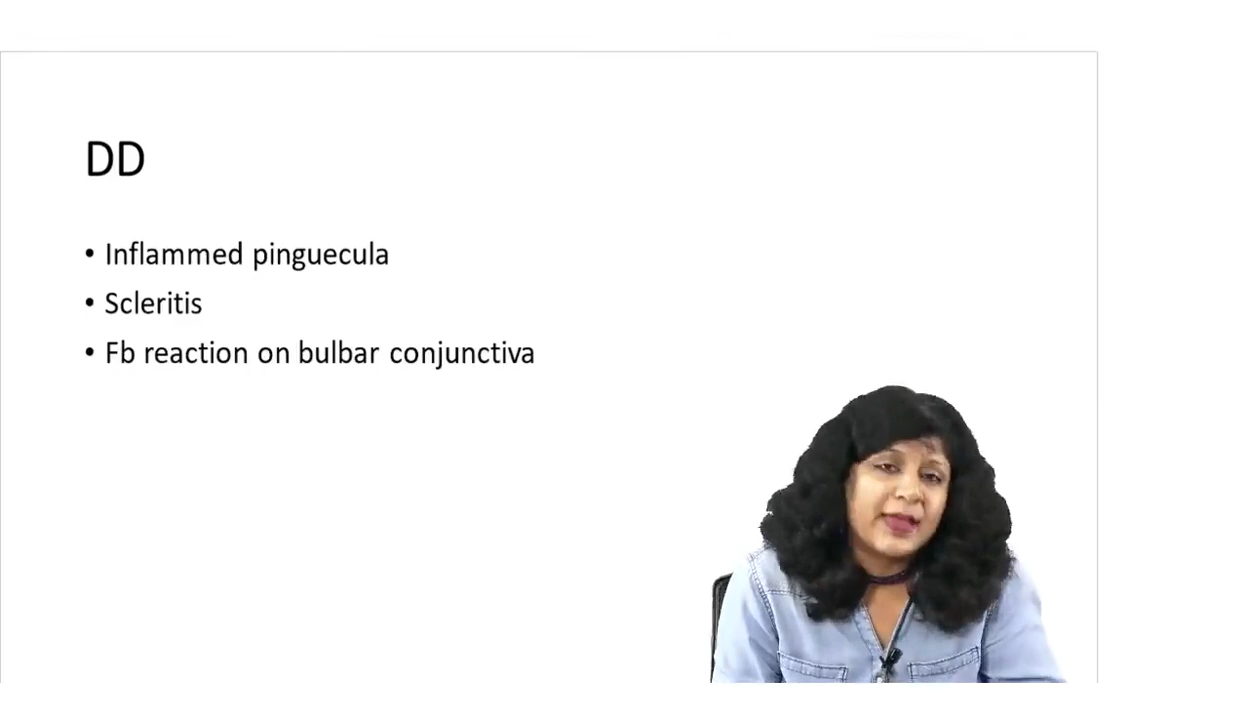 DD
• Inflammed pinguecula
• Scleritis
• Fb reaction on bulbar conjunctiva